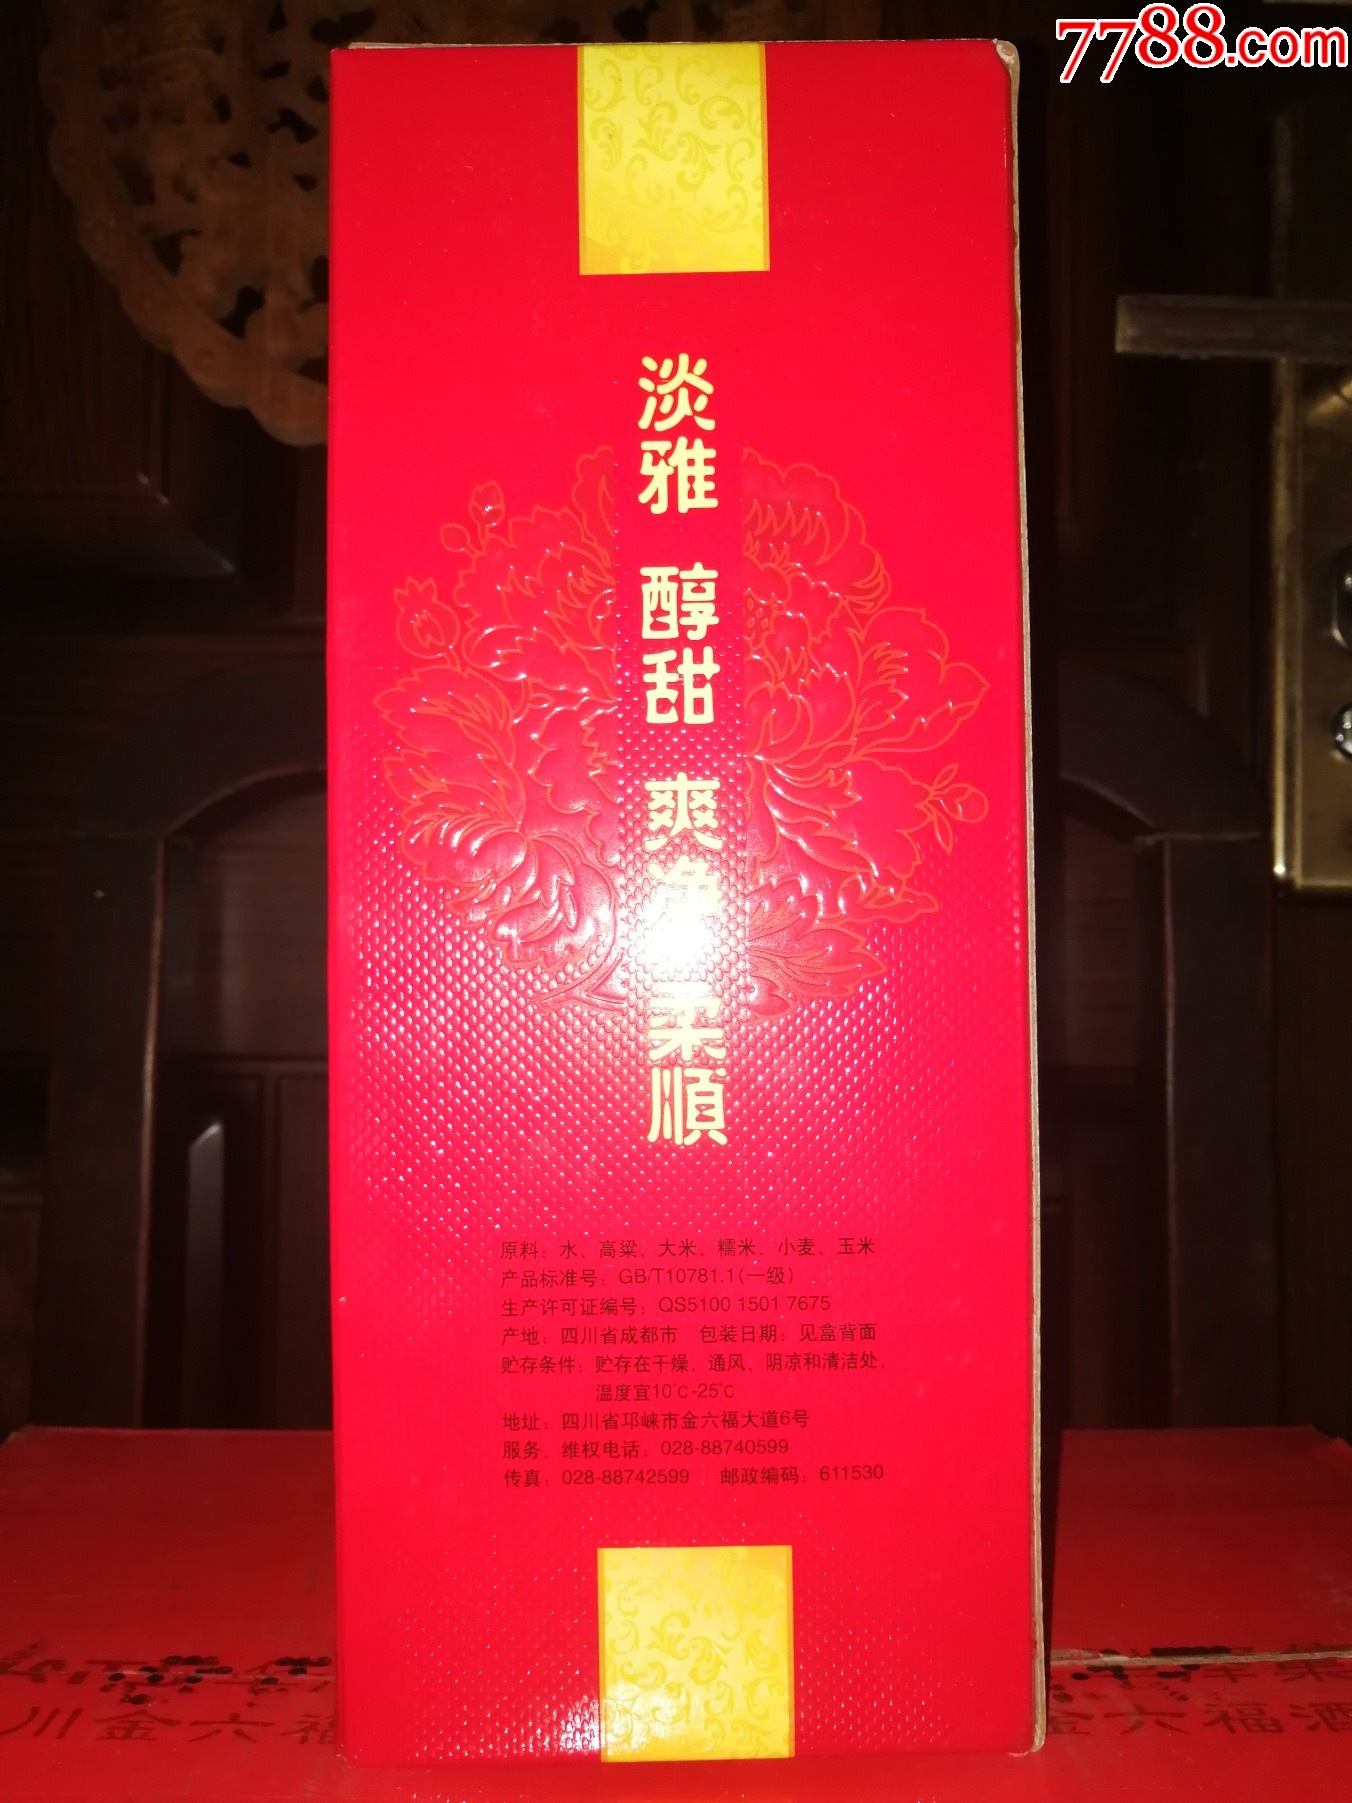 7788.com
淡雅 醇甜 爽净 柔順
原料：水、高粱、大米、糯米、小麦、玉米
产品标准号：GB/T10781.1(一级)
生产许可证编号：QS5100 1501 7675
产地：四川省成都市 包装日期：见盒背面
贮存条件：贮存在干燥、通风、阴凉和清洁处，
温度宜10℃-25℃
地址：四川省邛崃市金六福大道6号
服务、维权电话：028-88740599
传真：028-88742599 邮政编码：611530
川金六福
金六福酒